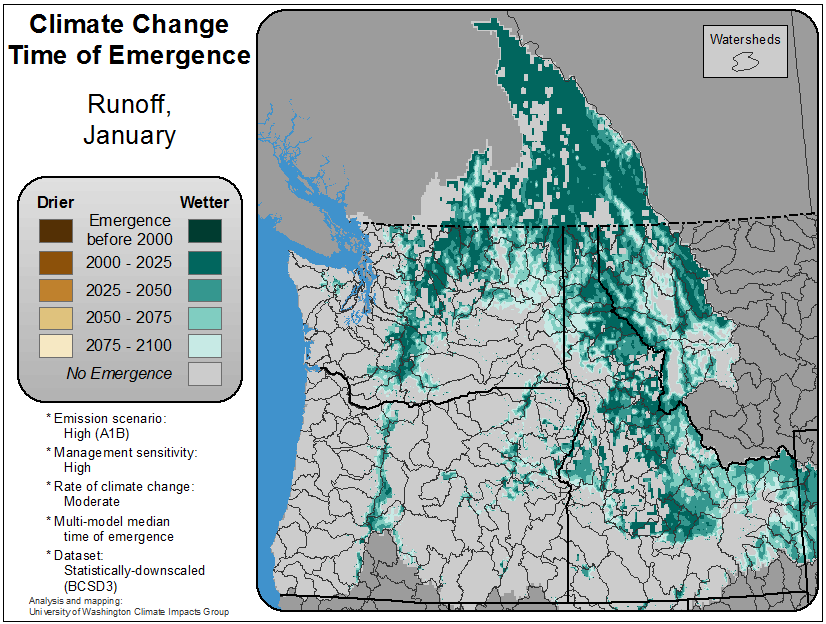 Climate Change
Time of Emergence
Runoff,
January
Drier
Wetter
Emergence
before 2000
2000 - 2025
2025 - 2050
2050 - 2075
2075 - 2100
No Emergence
* Emission scenario:
High (A1B)
* Management sensitivity:
High
* Rate of climate change:
Moderate
* Multi-model median
time of emergence
* Dataset:
Statistically-downscaled
(BCSD3)
Analysis and mapping:
University of Washington Climate Impacts Group
Watersheds